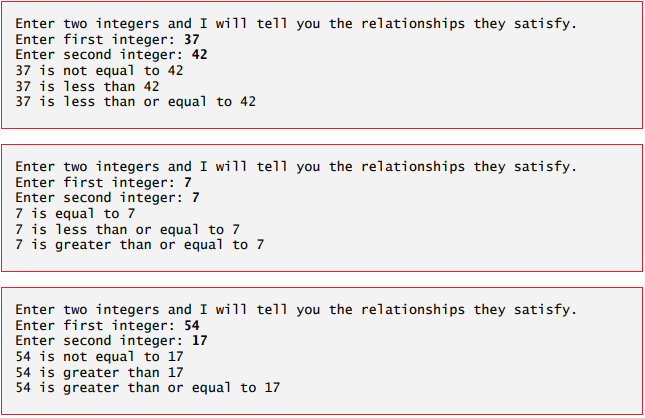 Enter two integers and I will tell you the relationships they satisfy.
Enter first integer: 37
Enter second integer: 42
37 is not equal to 42
37 is less than 42
37 is less than or equal to 42
Enter two integers and I will tell you the relationships they satisfy.
Enter first integer: 7
Enter second integer: 7
7 is equal to 7
7 is less than or equal to 7
7 is greater than or equal to 7
Enter two integers and I will tell you the relationships they satisfy.
Enter first integer: 54
Enter second integer: 17
54 is not equal to 17
54 is greater than 17
54 is greater than or equal to 17